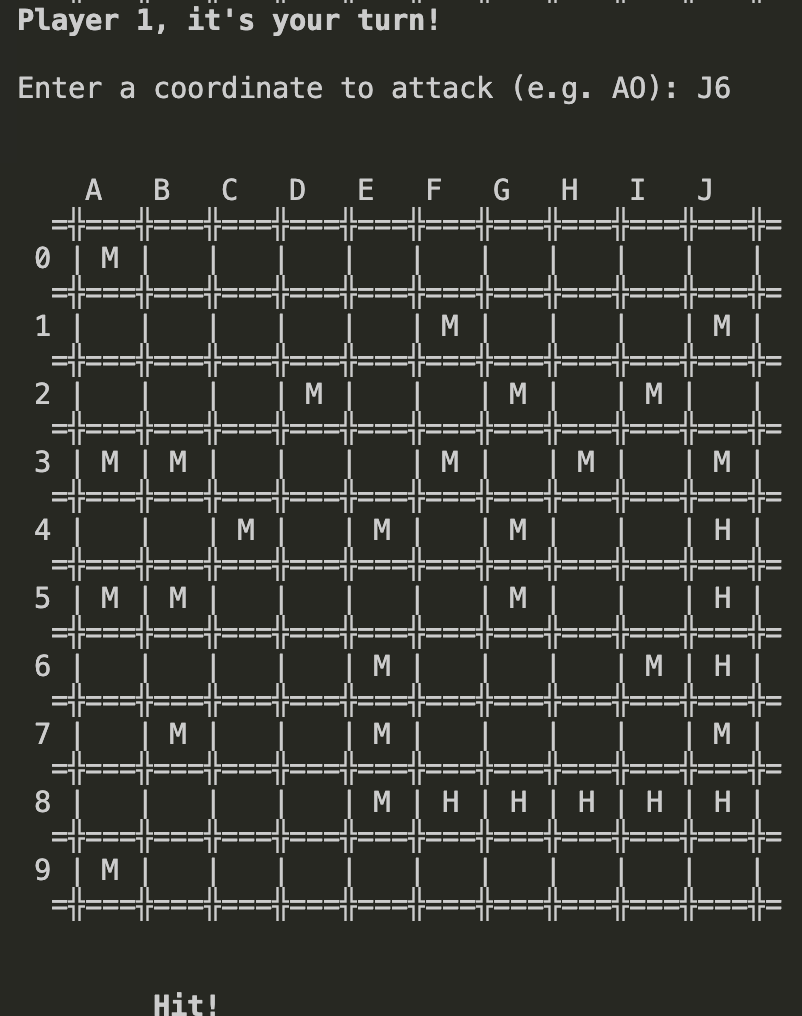 Player 1, it's your turn!
Enter a coordinate to attack (e.g. A0): J6
A B C D E F G H I J
0 | M | | | | | | | | | |
1 | | | | | | M | | | | M |
2 | | | | M | | | M | | M | |
3 | M | M | | | | M | | M | | M |
4 | | | M | | M | | M | | | H |
5 | M | M | | | | | M | | | H |
6 | | | | | M | | | | M | H |
7 | | M | | | M | | | | | M |
8 | | | | | M | H | H | H | H | H |
9 | M | | | | | | | | | |
Hit!